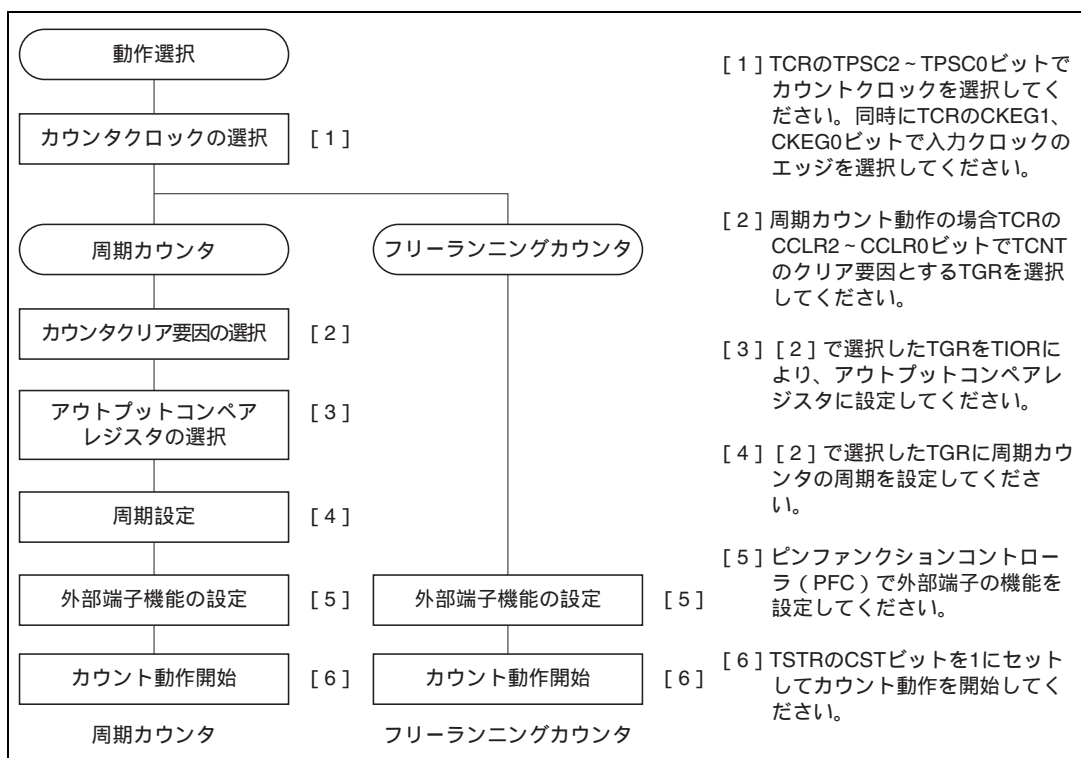 動作選択
カウンタクロックの選択 [ 1 ]
周期カウンタ
フリーランニングカウンタ
カウンタクリア要因の選択 [ 2 ]
アウトプットコンペア
レジスタの選択
[ 3 ]
周期設定 [ 4 ]
外部端子機能の設定 [ 5 ]
外部端子機能の設定 [ 5 ]
カウント動作開始 [ 6 ]
カウント動作開始 [ 6 ]
周期カウンタ
フリーランニングカウンタ
[ 1 ] TCRのTPSC2~TPSC0ビットで
カウントクロックを選択してく
ださい。同時にTCRのCKEG1、
CKEG0ビットで入力クロックの
エッジを選択してください。
[ 2 ] 周期カウント動作の場合TCRの
CCLR2~CCLR0ビットでTCNT
のクリア要因とするTGRを選択
してください。
[ 3 ] [ 2 ] で選択したTGRをTIORに
より、アウトプットコンペアレ
ジスタに設定してください。
[ 4 ] [ 2 ] で選択したTGRに周期カウ
ンタの周期を設定してくださ
い。
[ 5 ] ピンファンクションコントロー
ラ(PFC)で外部端子の機能を
設定してください。
[ 6 ] TSTRのCSTビットを1にセット
してカウント動作を開始してく
ださい。